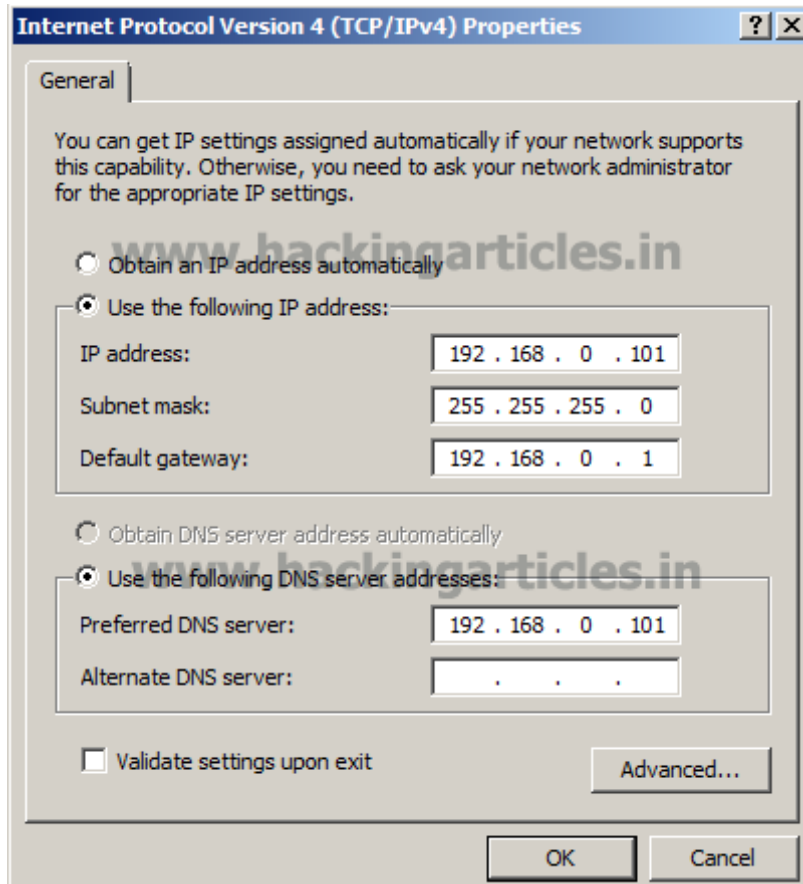 Internet Protocol Version 4 (TCP/IPv4) Properties
General
You can get IP settings assigned automatically if your network supports
this capability. Otherwise, you need to ask your network administrator
for the appropriate IP settings.
www.hackingarticles.in
Obtain an IP address automatically
Use the following IP address:
IP address: 192 . 168 . 0 . 101
Subnet mask: 255 . 255 . 255 . 0
Default gateway: 192 . 168 . 0 . 1
Obtain DNS server address automatically
www.hackingarticles.in
Use the following DNS server addresses:
Preferred DNS server: 192 . 168 . 0 . 101
Alternate DNS server: . . .
Validate settings upon exit
Advanced...
OK Cancel